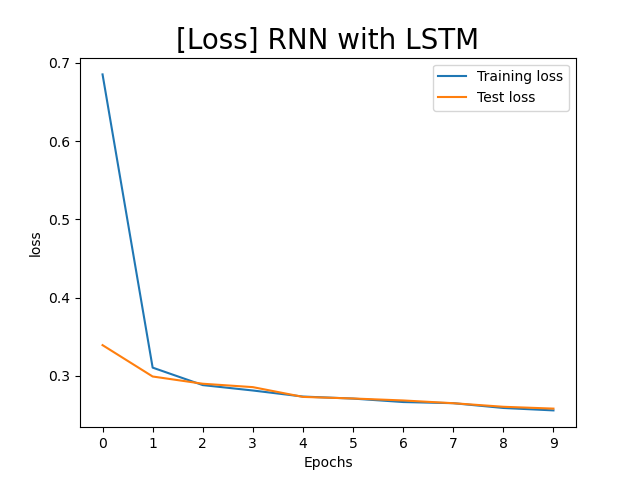 [Loss] RNN with LSTM
Training loss
Test loss
0.7
0.6
0.5
0.4
0.3
loss
0 1 2 3 4 5 6 7 8 9
Epochs